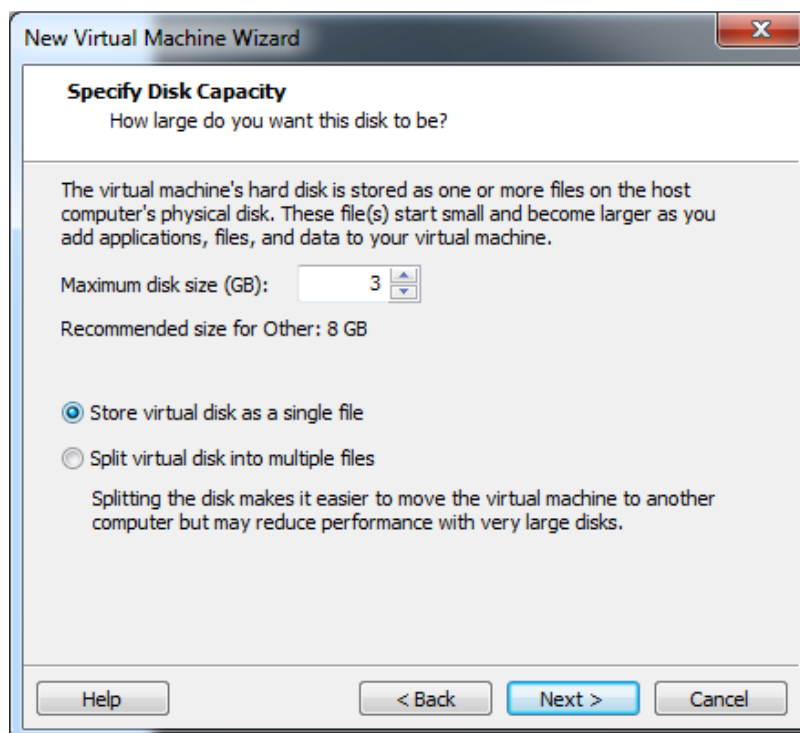 New Virtual Machine Wizard
X
Specify Disk Capacity
How large do you want this disk to be?
The virtual machine's hard disk is stored as one or more files on the host
computer's physical disk. These file(s) start small and become larger as you
add applications, files, and data to your virtual machine.
Maximum disk size (GB): 3
Recommended size for Other: 8 GB
Store virtual disk as a single file
Split virtual disk into multiple files
Splitting the disk makes it easier to move the virtual machine to another
computer but may reduce performance with very large disks.
Help < Back Next > Cancel